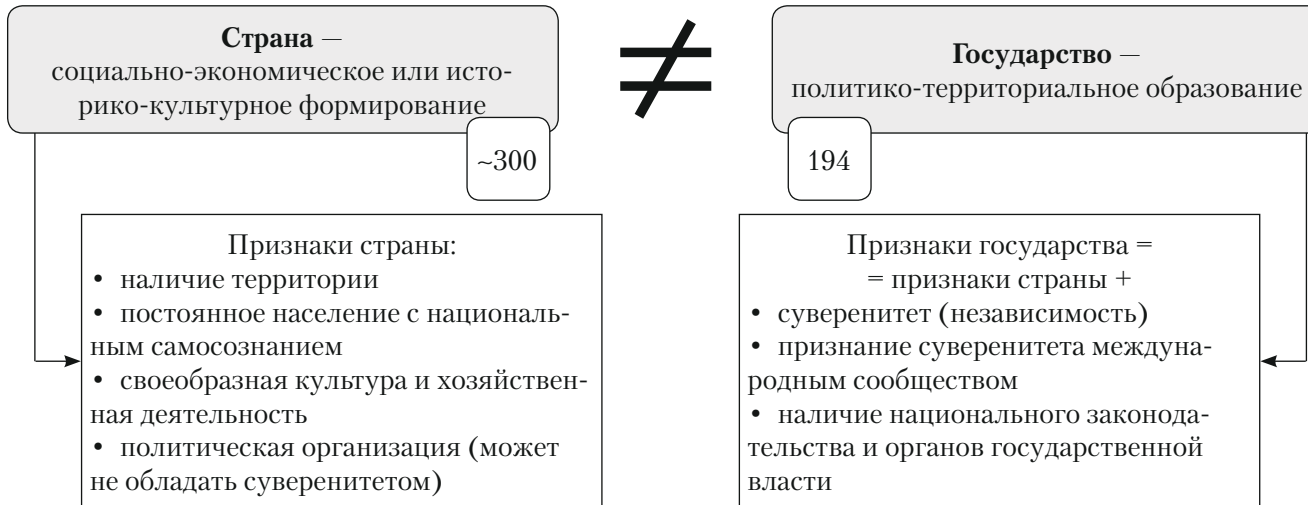 Страна —
социально-экономическое или исто-
рико-культурное формирование
~300
≠
Государство —
политико-территориальное образование
194
Признаки страны:
• наличие территории
• постоянное население с националь-
ным самосознанием
• своеобразная культура и хозяйствен-
ная деятельность
• политическая организация (может
не обладать суверенитетом)
Признаки государства =
= признаки страны +
• суверенитет (независимость)
• признание суверенитета междуна-
родным сообществом
• наличие национального законода-
тельства и органов государственной
власти